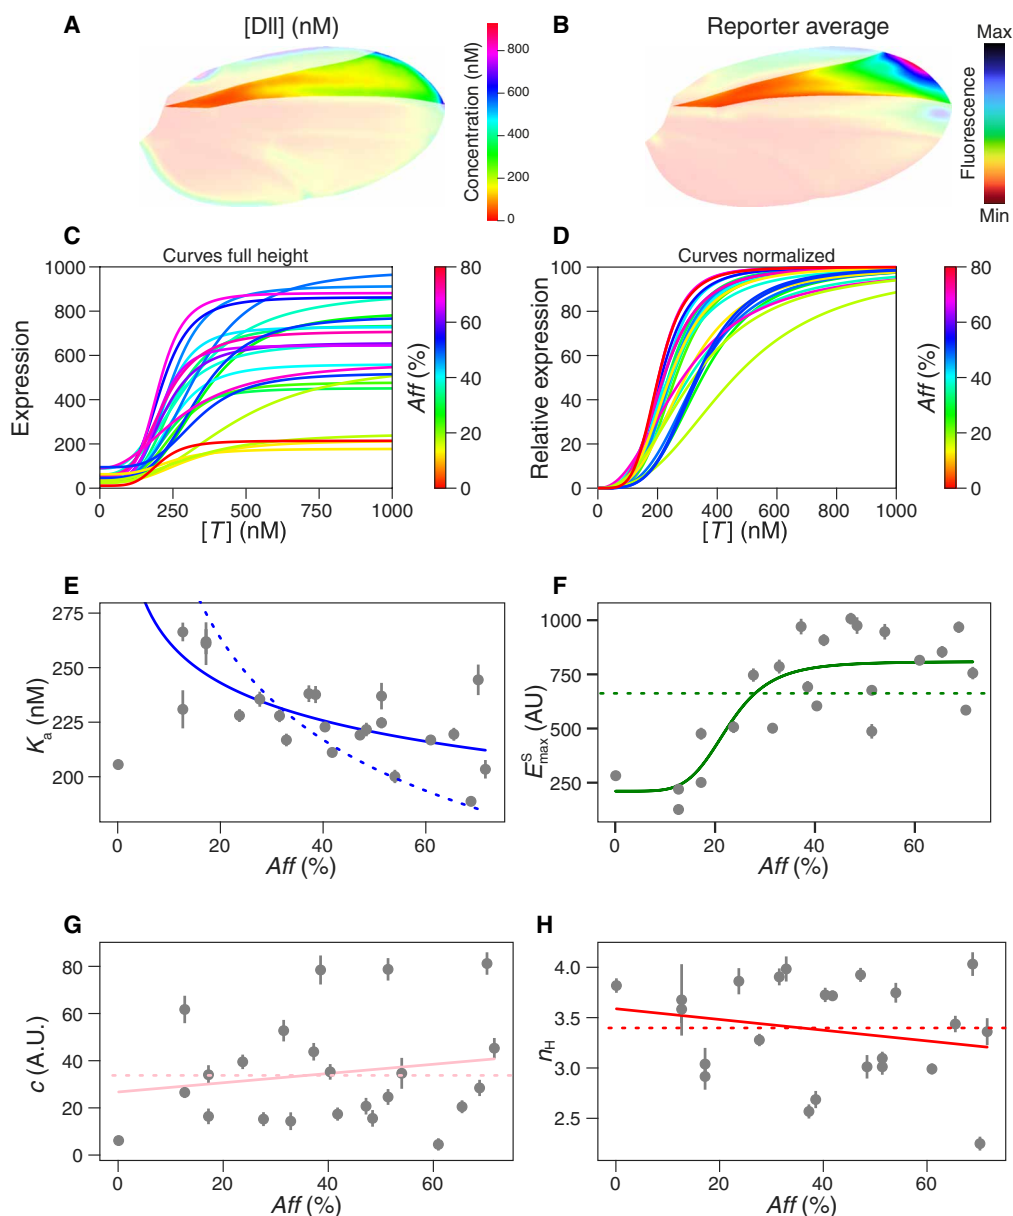 A
[Dll] (nM)
Concentration (nM)
800
600
400
200
0
B
Reporter average
Max
Fluorescence
Min
C
Curves full height
1000
800
600
400
200
0
Expression
0
250
500
750
1000
[T] (nM)
80
60
40
20
0
Aff (%)
D
Curves normalized
100
80
60
40
20
0
Relative expression
0
200
400
600
800
1000
[T] (nM)
80
60
40
20
0
Aff (%)
E
275
250
225
200
Ka (nM)
0
20
40
60
Aff (%)
F
1000
750
500
250
E^S_max (AU)
0
20
40
60
Aff (%)
G
80
60
40
20
0
c (A.U.)
0
20
40
60
Aff (%)
H
4.0
3.5
3.0
2.5
nH
0
20
40
60
Aff (%)